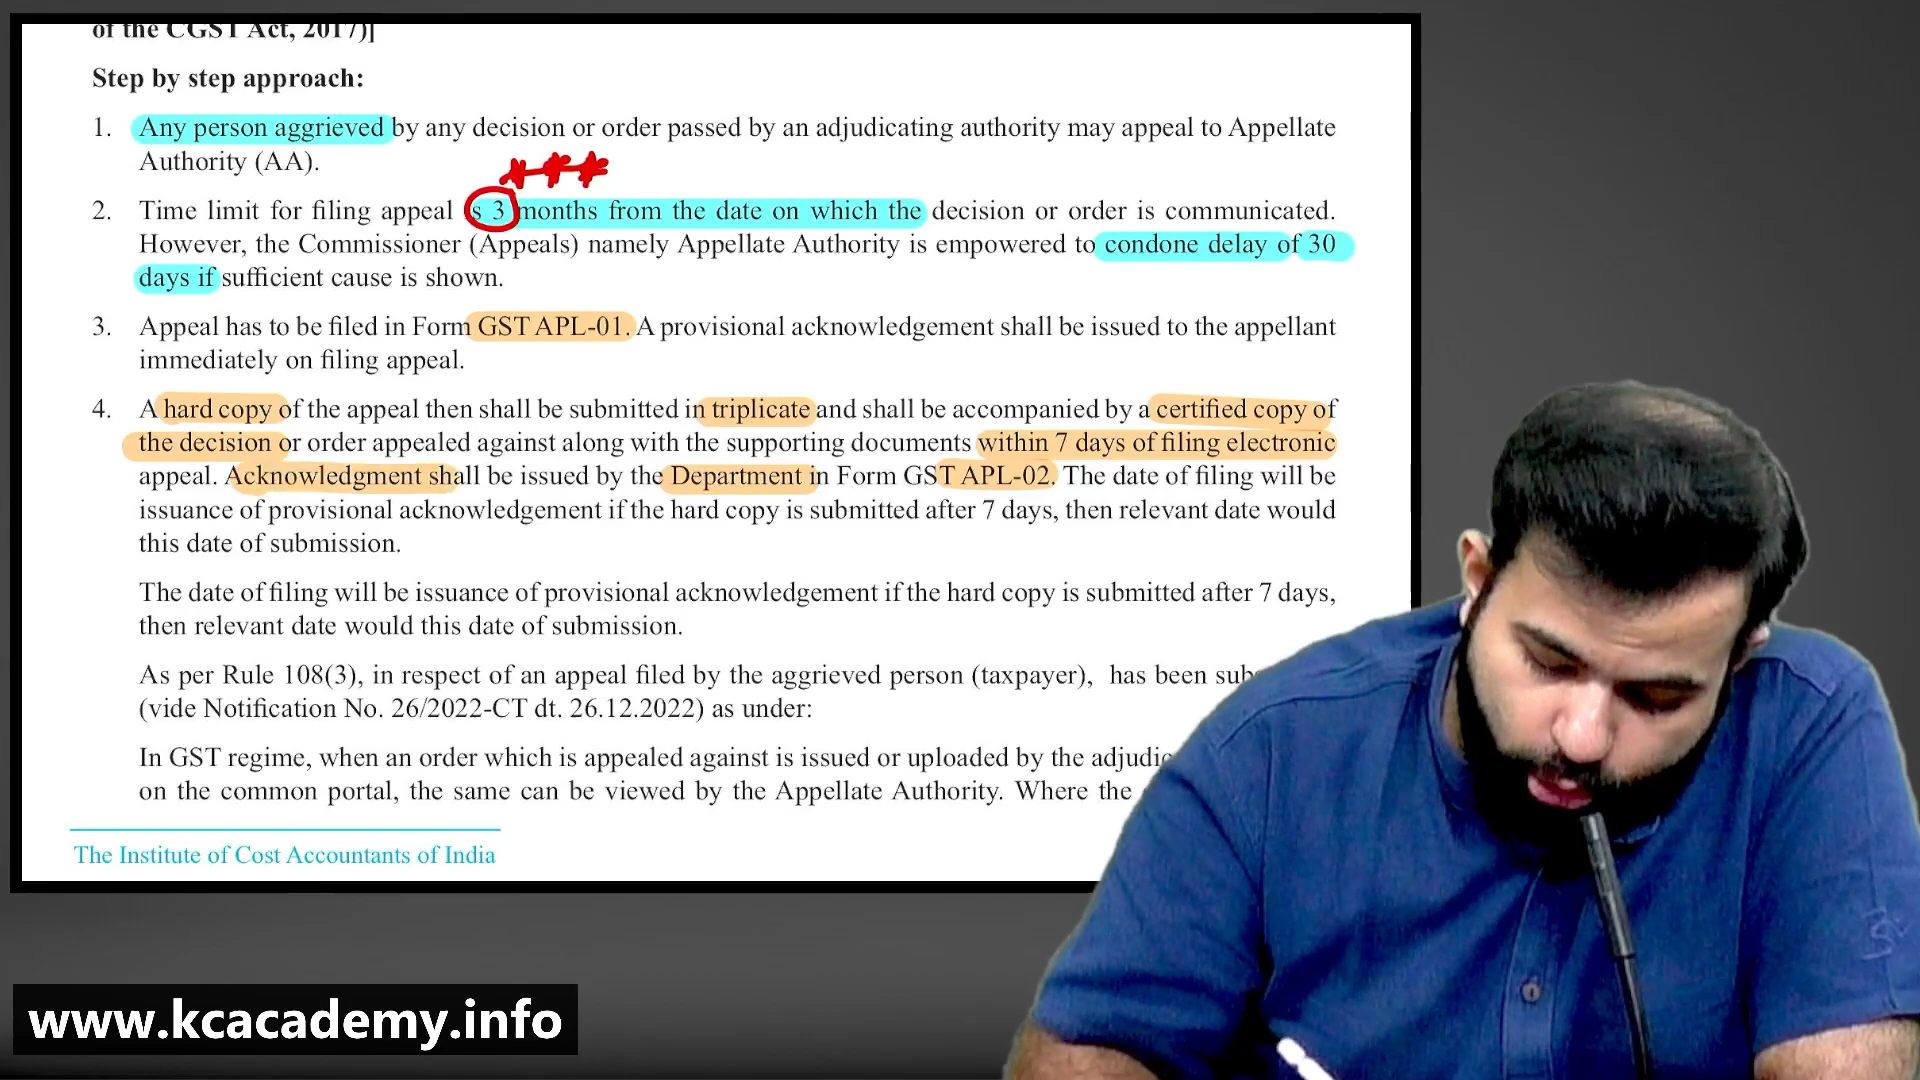 of the CGST Act, 2017)]
Step by step approach:
1. Any person aggrieved by any decision or order passed by an adjudicating authority may appeal to Appellate
Authority (AA).
2. Time limit for filing appeal is 3 months from the date on which the decision or order is communicated.
However, the Commissioner (Appeals) namely Appellate Authority is empowered to condone delay of 30
days if sufficient cause is shown.
3. Appeal has to be filed in Form GST APL-01. A provisional acknowledgement shall be issued to the appellant
immediately on filing appeal.
4. A hard copy of the appeal then shall be submitted in triplicate and shall be accompanied by a certified copy of
the decision or order appealed against along with the supporting documents within 7 days of filing electronic
appeal. Acknowledgment shall be issued by the Department in Form GST APL-02. The date of filing will be
issuance of provisional acknowledgement if the hard copy is submitted after 7 days, then relevant date would
this date of submission.
The date of filing will be issuance of provisional acknowledgement if the hard copy is submitted after 7 days,
then relevant date would this date of submission.
As per Rule 108(3), in respect of an appeal filed by the aggrieved person (taxpayer), has been
(vide Notification No. 26/2022-CT dt. 26.12.2022) as under:
In GST regime, when an order which is appealed against is issued or uploaded by the
on the common portal, the same can be viewed by the Appellate Authority. Where the
The Institute of Cost Accountants of India
www.kcacademy.info